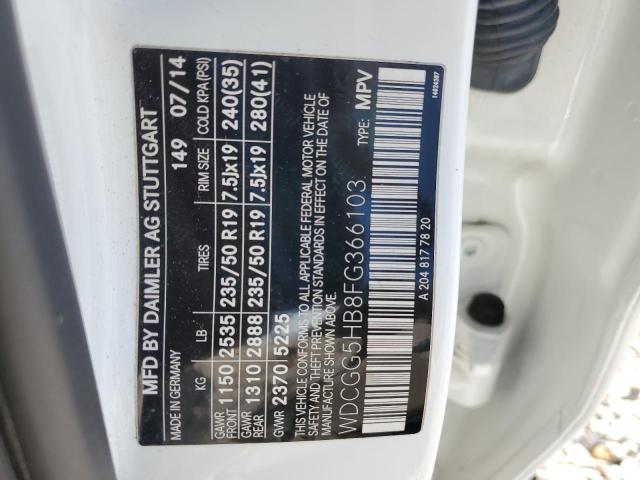 MFD BY DAIMLER AG STUTTGART
MADE IN GERMANY 149 07/14
KG LB TIRES RIM SIZE COLD KPA (PSI)
GAWR FRONT 1150 2535 235/50 R19 7.5Jx19 240(35)
GAWR REAR 1310 2888 235/50 R19 7.5Jx19 280(41)
GVWR 2370 5225
THIS VEHICLE CONFORMS TO ALL APPLICABLE FEDERAL MOTOR VEHICLE
SAFETY AND THEFT PREVENTION STANDARDS IN EFFECT ON THE DATE OF
MANUFACTURE SHOWN ABOVE.
WDCGG5HB8FG366103 TYPE: MPV
A 204 817 78 20